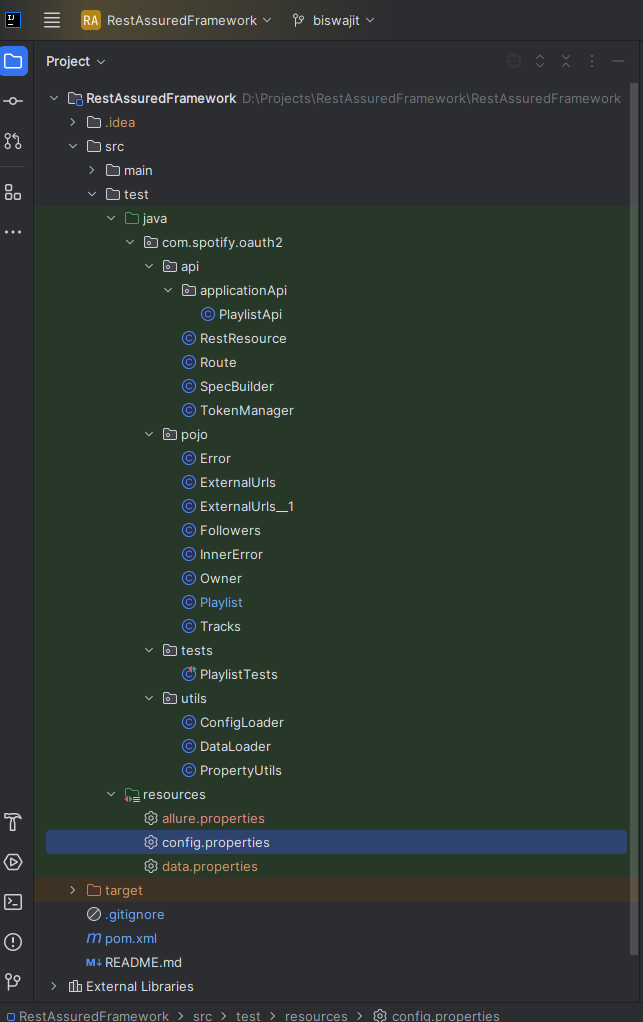 RA RestAssuredFramework biswajit
Project
RestAssuredFramework D:\Projects\RestAssuredFramework\RestAssuredFramework
.idea
src
main
test
java
com.spotify.oauth2
api
applicationApi
PlaylistApi
RestResource
Route
SpecBuilder
TokenManager
pojo
Error
ExternalUrls
ExternalUrls__1
Followers
InnerError
Owner
Playlist
Tracks
tests
PlaylistTests
utils
ConfigLoader
DataLoader
PropertyUtils
resources
allure.properties
config.properties
data.properties
target
.gitignore
pom.xml
README.md
External Libraries
RestAssuredFramework > src > test > resources > config.properties